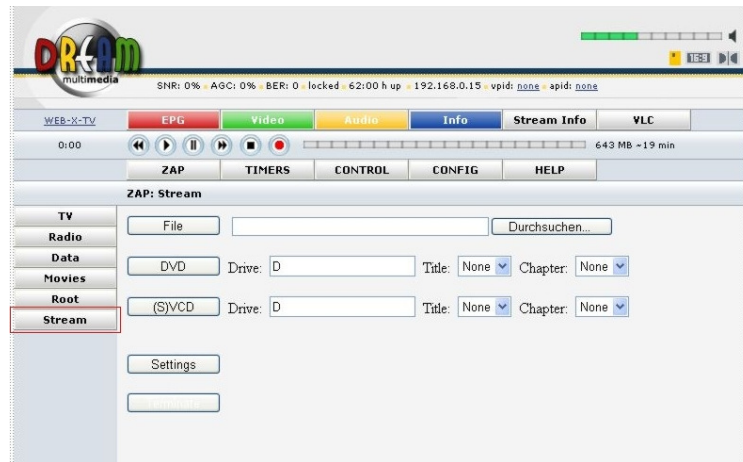 DREAM
multimedia
16:9
SNR: 0% AGC: 0% BER: 0 locked 62:00 h up 192.168.0.15 vpid: none apid: none
WEB-X-TV EPG Video Audio Info Stream Info VLC
0:00 643 MB ~19 min
ZAP TIMERS CONTROL CONFIG HELP
ZAP: Stream
TV
Radio
Data
Movies
Root
Stream
File Durchsuchen...
DVD Drive: D Title: None Chapter: None
(S)VCD Drive: D Title: None Chapter: None
Settings